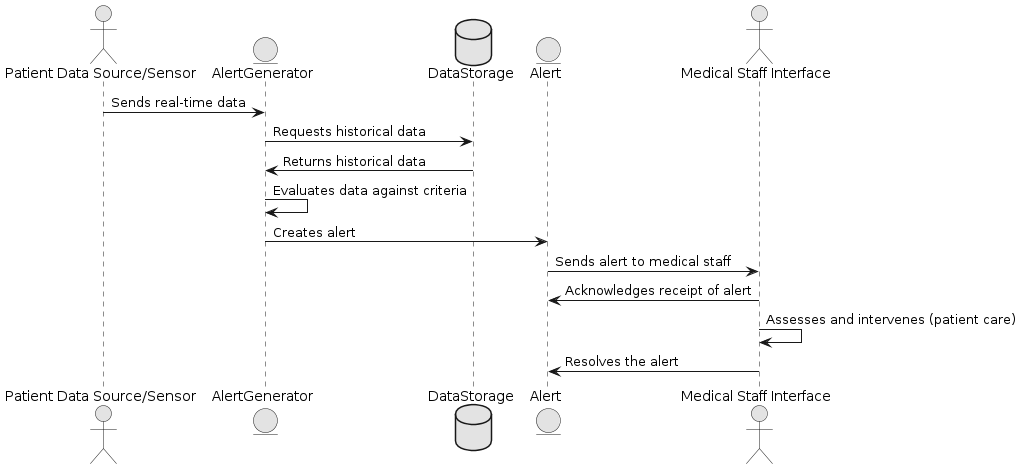 Patient Data Source/Sensor AlertGenerator DataStorage Alert Medical Staff Interface
Sends real-time data
Requests historical data
Returns historical data
Evaluates data against criteria
Creates alert
Sends alert to medical staff
Acknowledges receipt of alert
Assesses and intervenes (patient care)
Resolves the alert
Patient Data Source/Sensor AlertGenerator DataStorage Alert Medical Staff Interface